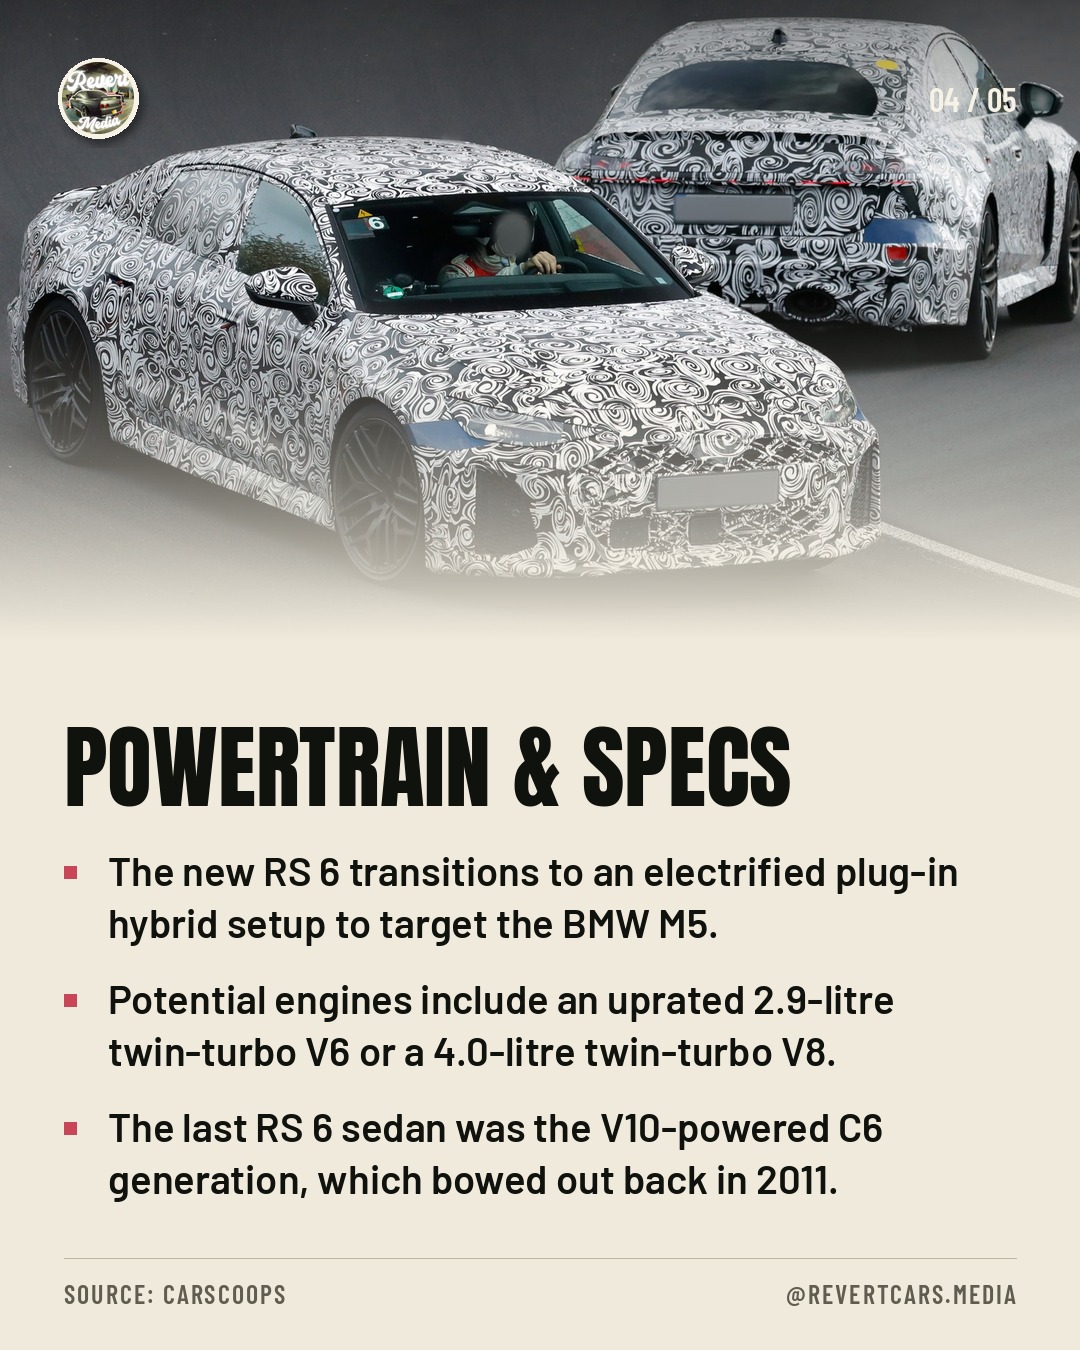 Revert
Media
04 / 05
6
POWERTRAIN & SPECS
The new RS 6 transitions to an electrified plug-in
hybrid setup to target the BMW M5.
Potential engines include an uprated 2.9-litre
twin-turbo V6 or a 4.0-litre twin-turbo V8.
The last RS 6 sedan was the V10-powered C6
generation, which bowed out back in 2011.
SOURCE: CARSCOOPS
@REVERTCARS.MEDIA